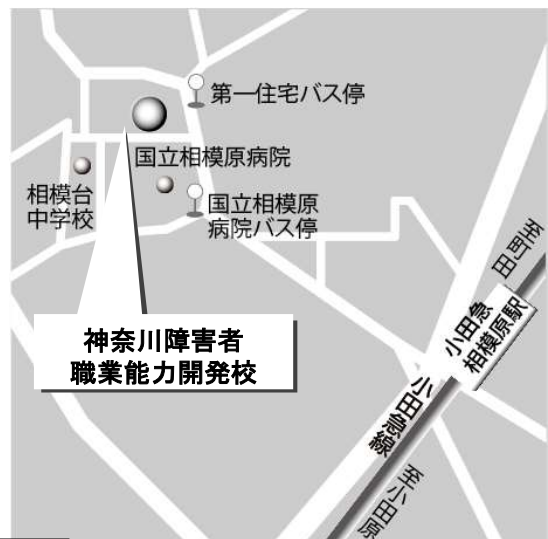 第一住宅バス停
国立相模原病院
相模台
中学校
国立相模原
病院バス停
至町田
小田急
相模原駅
神奈川障害者
職業能力開発校
小田急線
至小田原